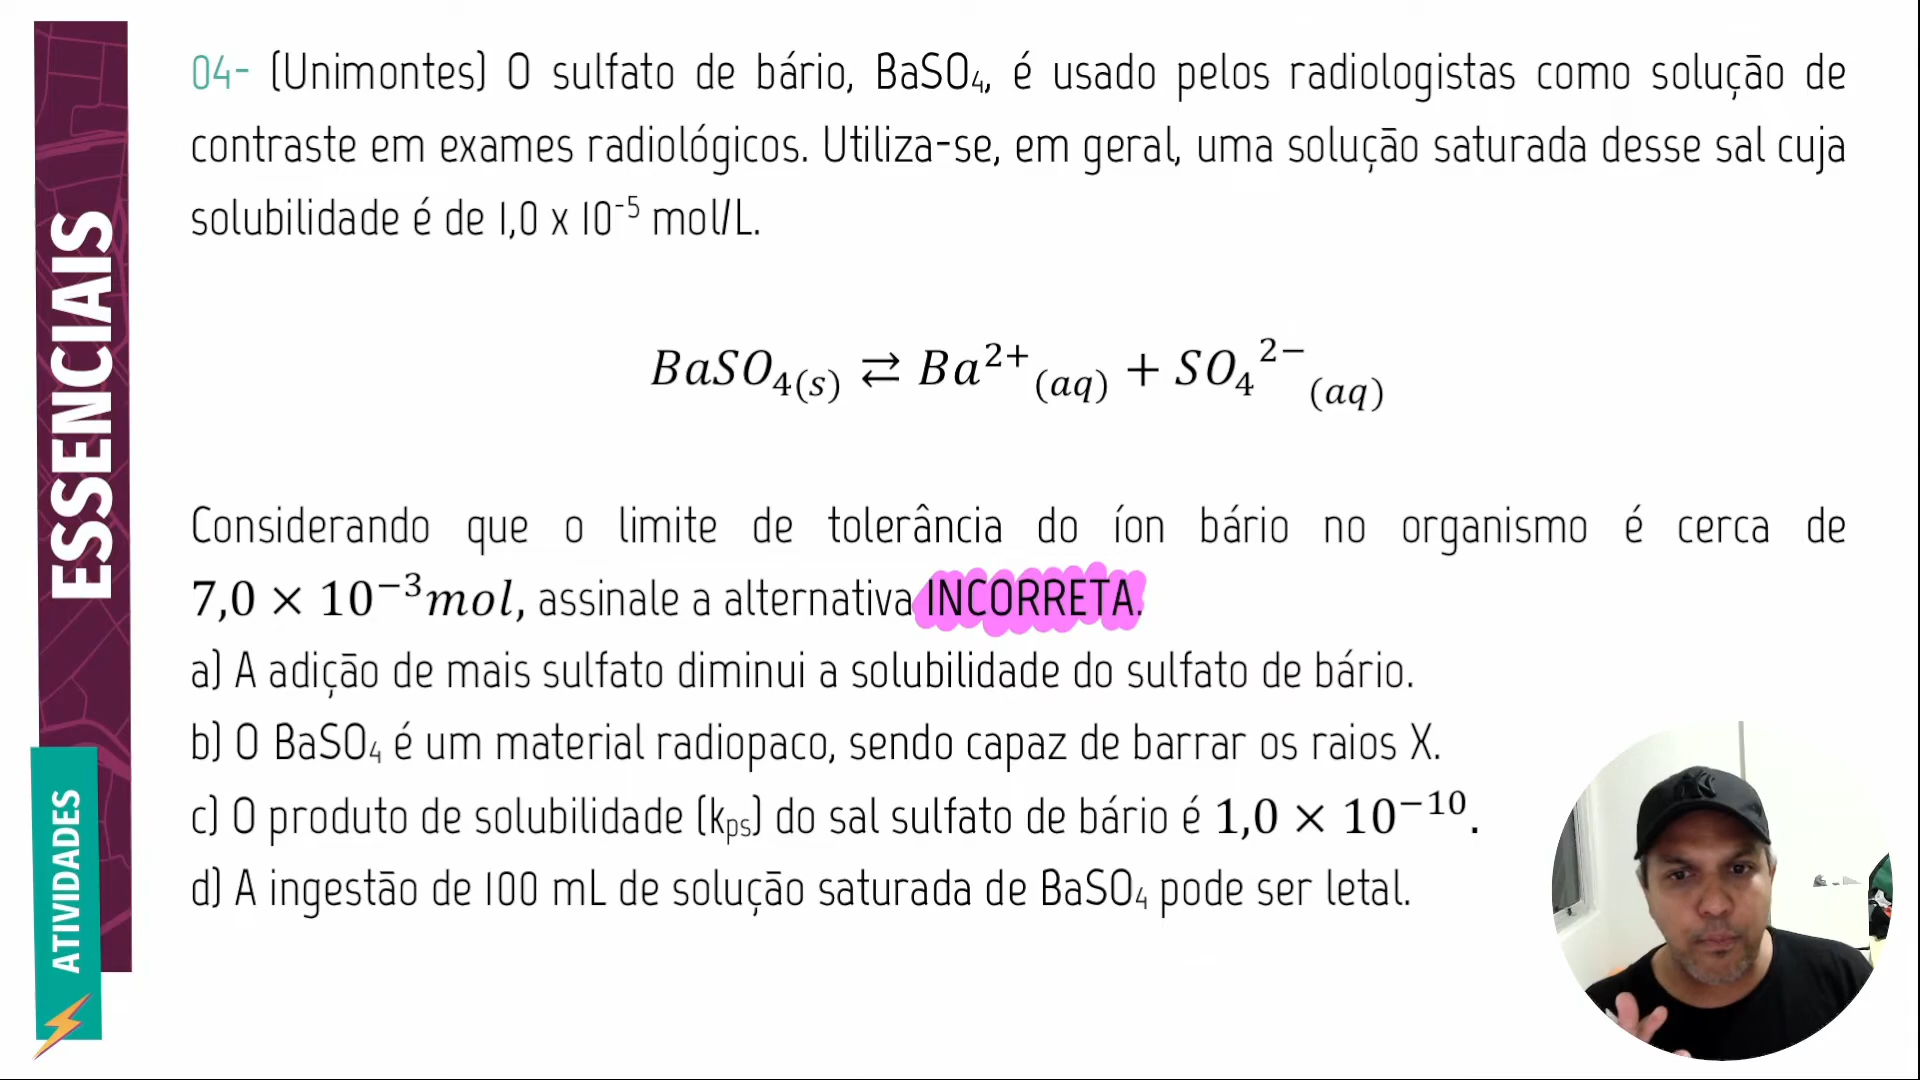 04- (Unimontes) O sulfato de bário, BaSO₄, é usado pelos radiologistas como solução de
contraste em exames radiológicos. Utiliza-se, em geral, uma solução saturada desse sal cuja
solubilidade é de 1,0 x 10⁻⁵ mol/L.
BaSO₄₍ₛ₎ ⇄ Ba²⁺(aq) + SO₄²⁻(aq)
Considerando que o limite de tolerância do íon bário no organismo é cerca de
7,0 × 10⁻³mol, assinale a alternativa INCORRETA.
a) A adição de mais sulfato diminui a solubilidade do sulfato de bário.
b) O BaSO₄ é um material radiopaco, sendo capaz de barrar os raios X.
c) O produto de solubilidade (kₚₛ) do sal sulfato de bário é 1,0 × 10⁻¹⁰.
d) A ingestão de 100 mL de solução saturada de BaSO₄ pode ser letal.
ESSENCIAIS
ATIVIDADES